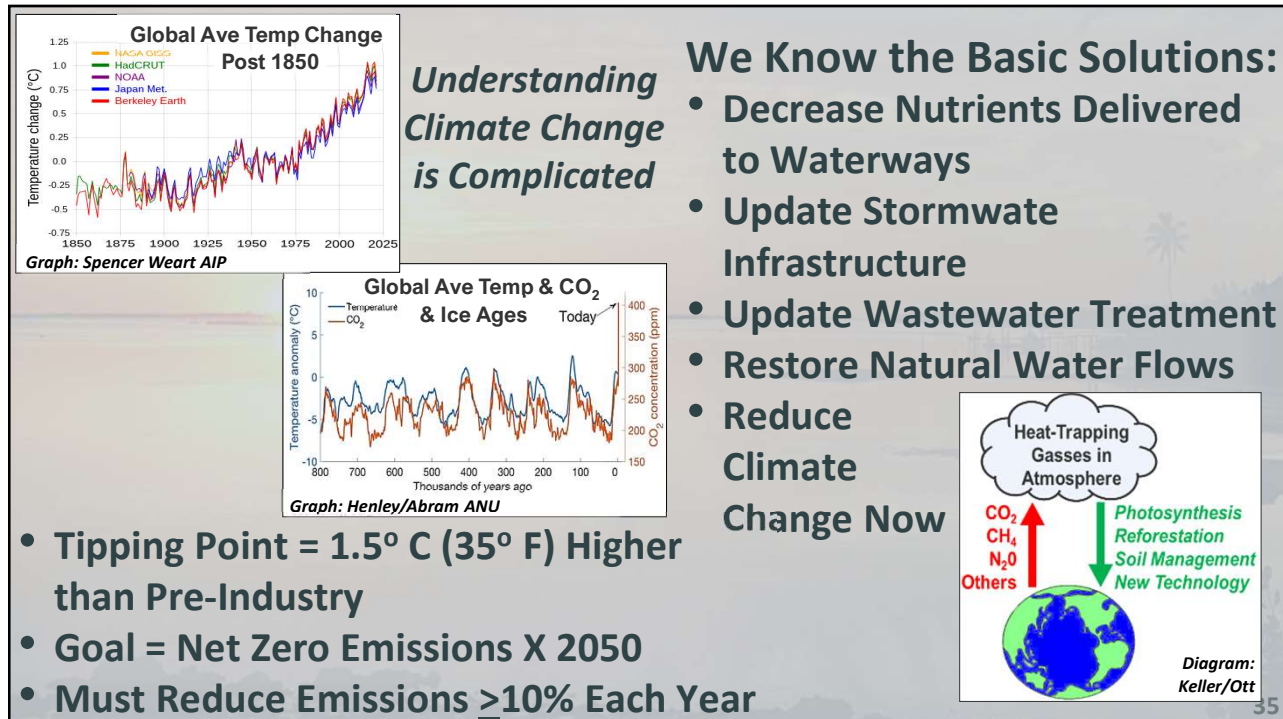 Global Ave Temp Change
Post 1850
1.25
1.0
0.75
0.5
0.25
0.0
-0.25
-0.5
-0.75
Temperature change (°C)
NASA GISS
HadCRUT
NOAA
Japan Met.
Berkeley Earth
1850 1875 1900 1925 1950 1975 2000 2025
Graph: Spencer Weart AIP
Understanding
Climate Change
is Complicated
Global Ave Temp & CO₂
& Ice Ages
Temperature
CO₂
Today
10
5
0
-5
-10
Temperature anomaly (°C)
400
350
300
250
200
150
CO₂ concentration (ppm)
800 700 600 500 400 300 200 100 0
Thousands of years ago
Graph: Henley/Abram ANU
• Tipping Point = 1.5° C (35° F) Higher
than Pre-Industry
• Goal = Net Zero Emissions X 2050
• Must Reduce Emissions >10% Each Year
We Know the Basic Solutions:
• Decrease Nutrients Delivered
to Waterways
• Update Stormwate
Infrastructure
• Update Wastewater Treatment
• Restore Natural Water Flows
• Reduce
Climate
Change Now
Heat-Trapping
Gasses in
Atmosphere
CO₂
CH₄
N₂0
Others
Photosynthesis
Reforestation
Soil Management
New Technology
Diagram:
Keller/Ott
35